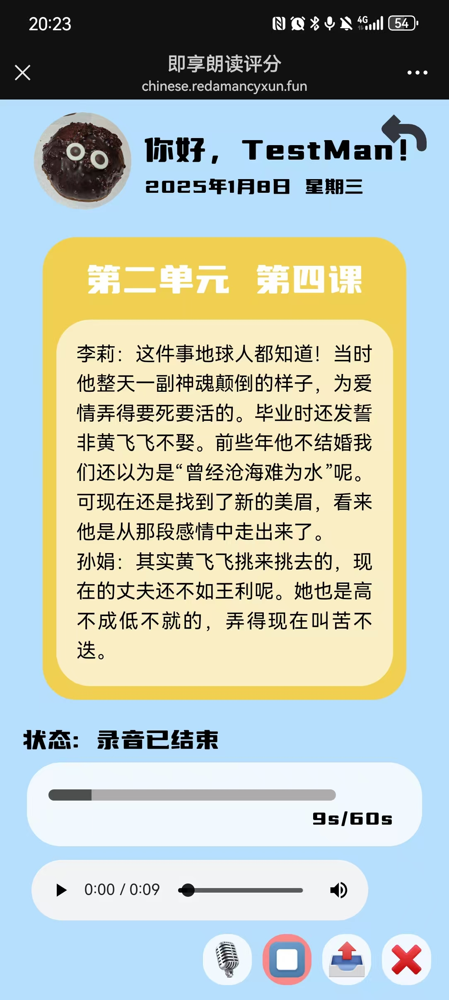 20:23
4G 54
即享朗读评分
chinese.redamancyxun.fun
你好，TestMan！
2025年1月8日 星期三
第二单元 第四课
李莉：这件事地球人都知道！当时
他整天一副神魂颠倒的样子，为爱
情弄得要死要活的。毕业时还发誓
非黄飞飞不娶。前些年他不结婚我
们还以为是“曾经沧海难为水”呢。
可现在还是找到了新的美眉，看来
他是从那段感情中走出来了。
孙娟：其实黄飞飞挑来挑去的，现
在的丈夫还不如王利呢。她也是高
不成低不就的，弄得现在叫苦不
迭。
状态：录音已结束
9s/60s
0:00 / 0:09